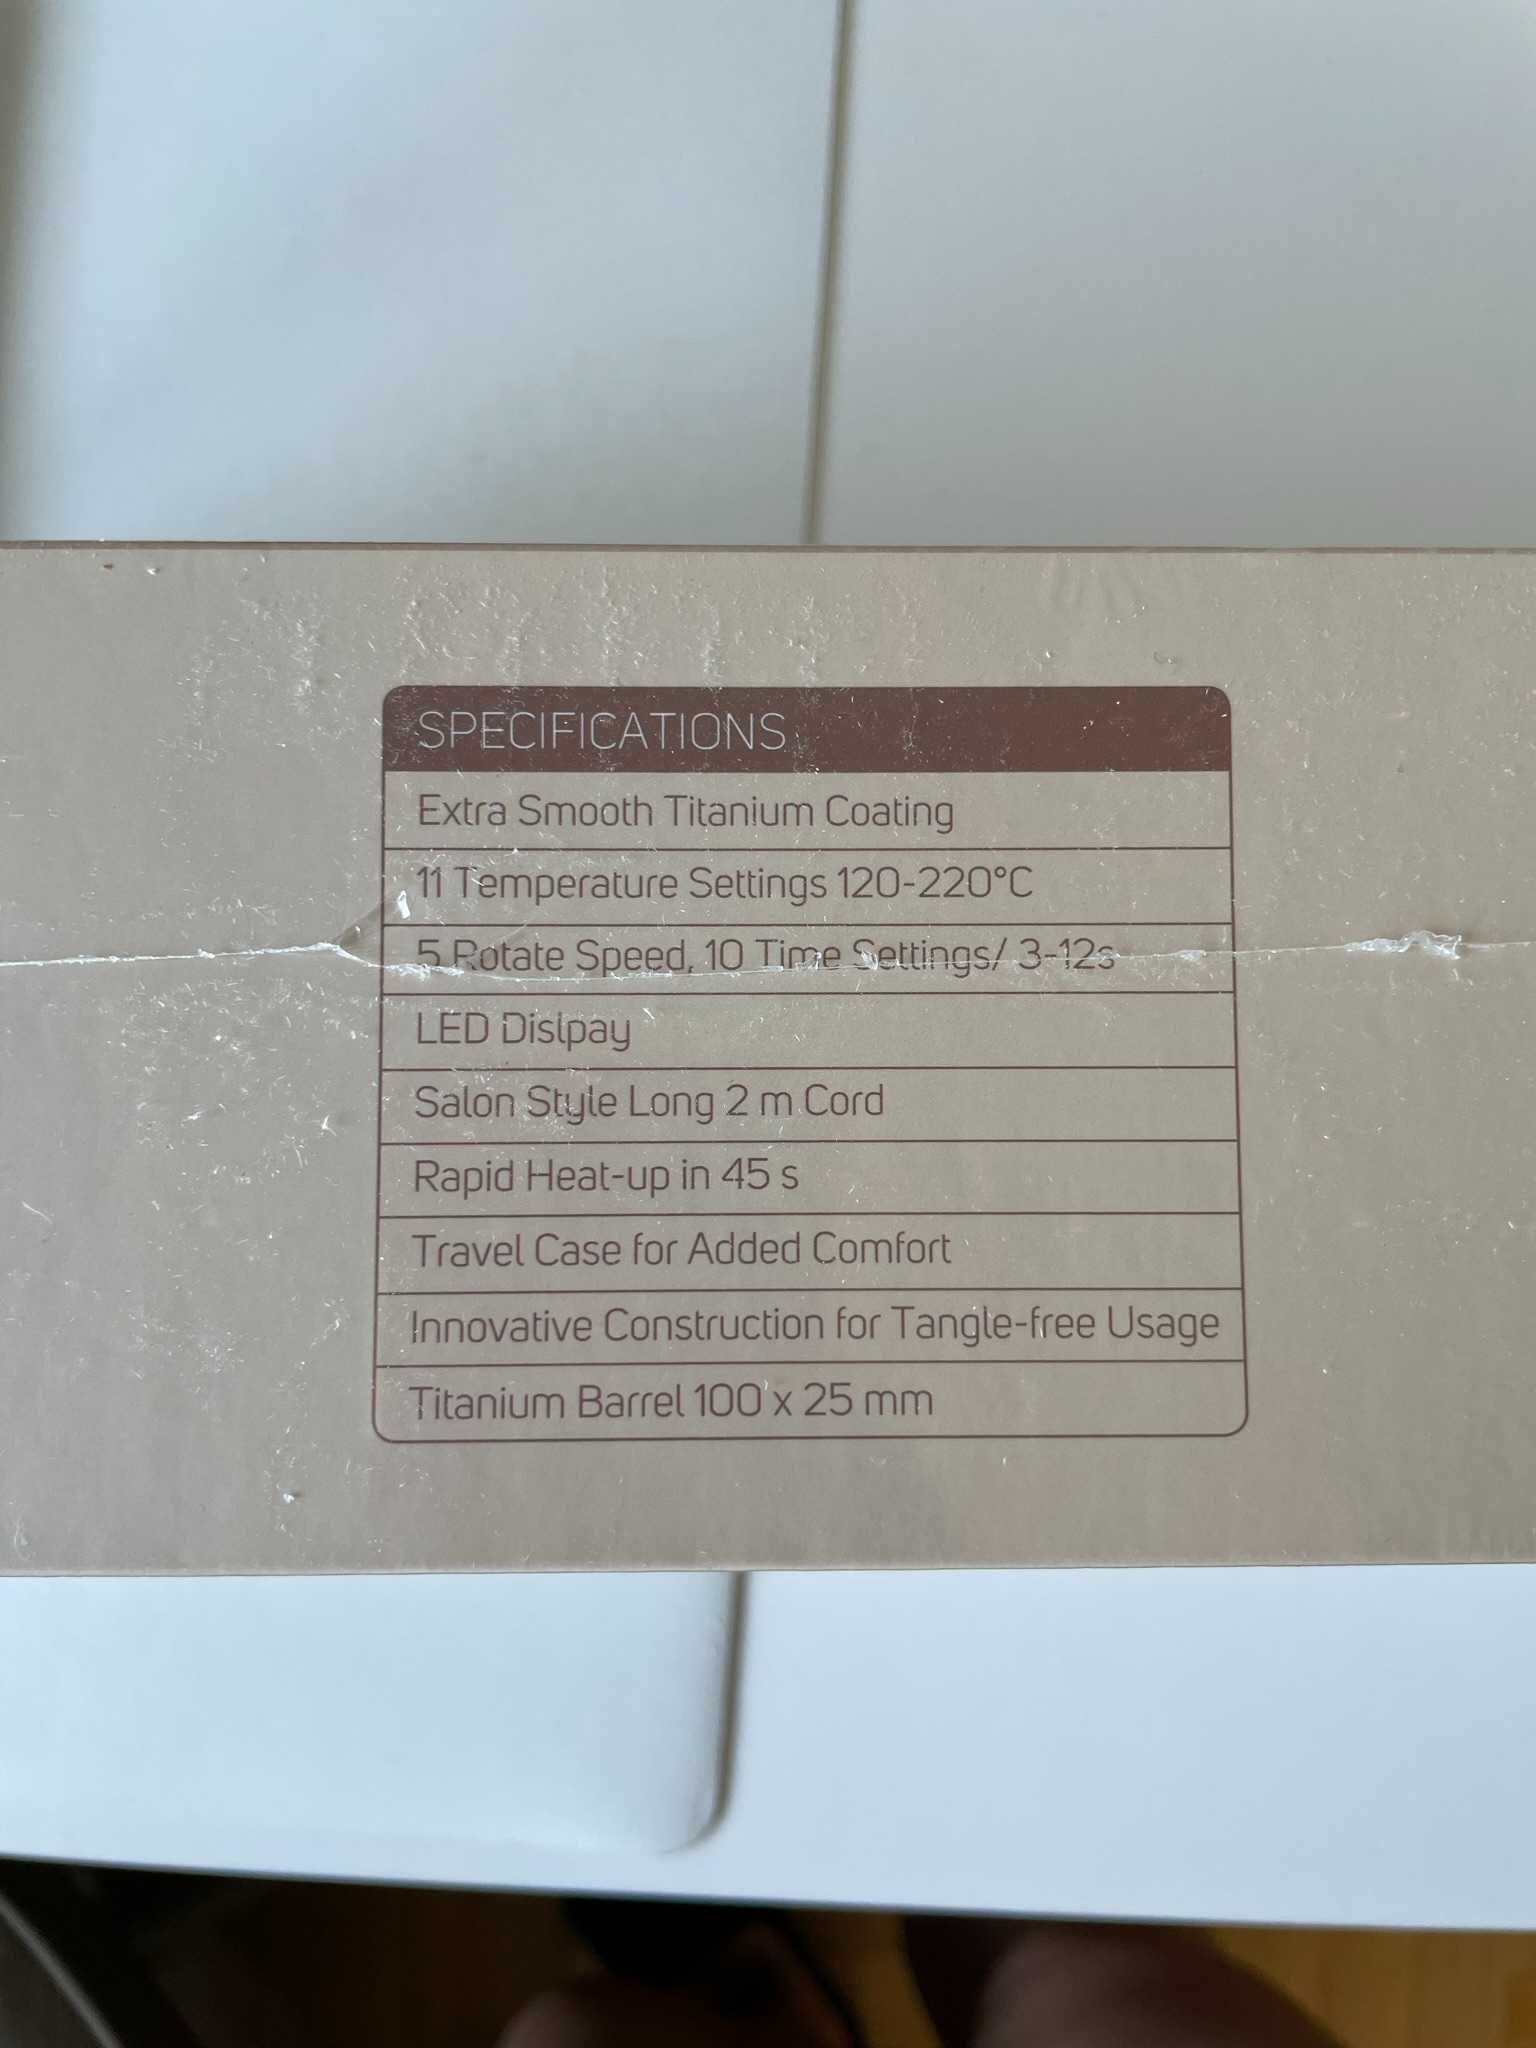 SPECIFICATIONS
Extra Smooth Titanium Coating
11 Temperature Settings 120-220°C
5 Rotate Speed, 10 Time Settings/ 3-12s
LED Dislpay
Salon Style Long 2 m Cord
Rapid Heat-up in 45 s
Travel Case for Added Comfort
Innovative Construction for Tangle-free Usage
Titanium Barrel 100 x 25 mm